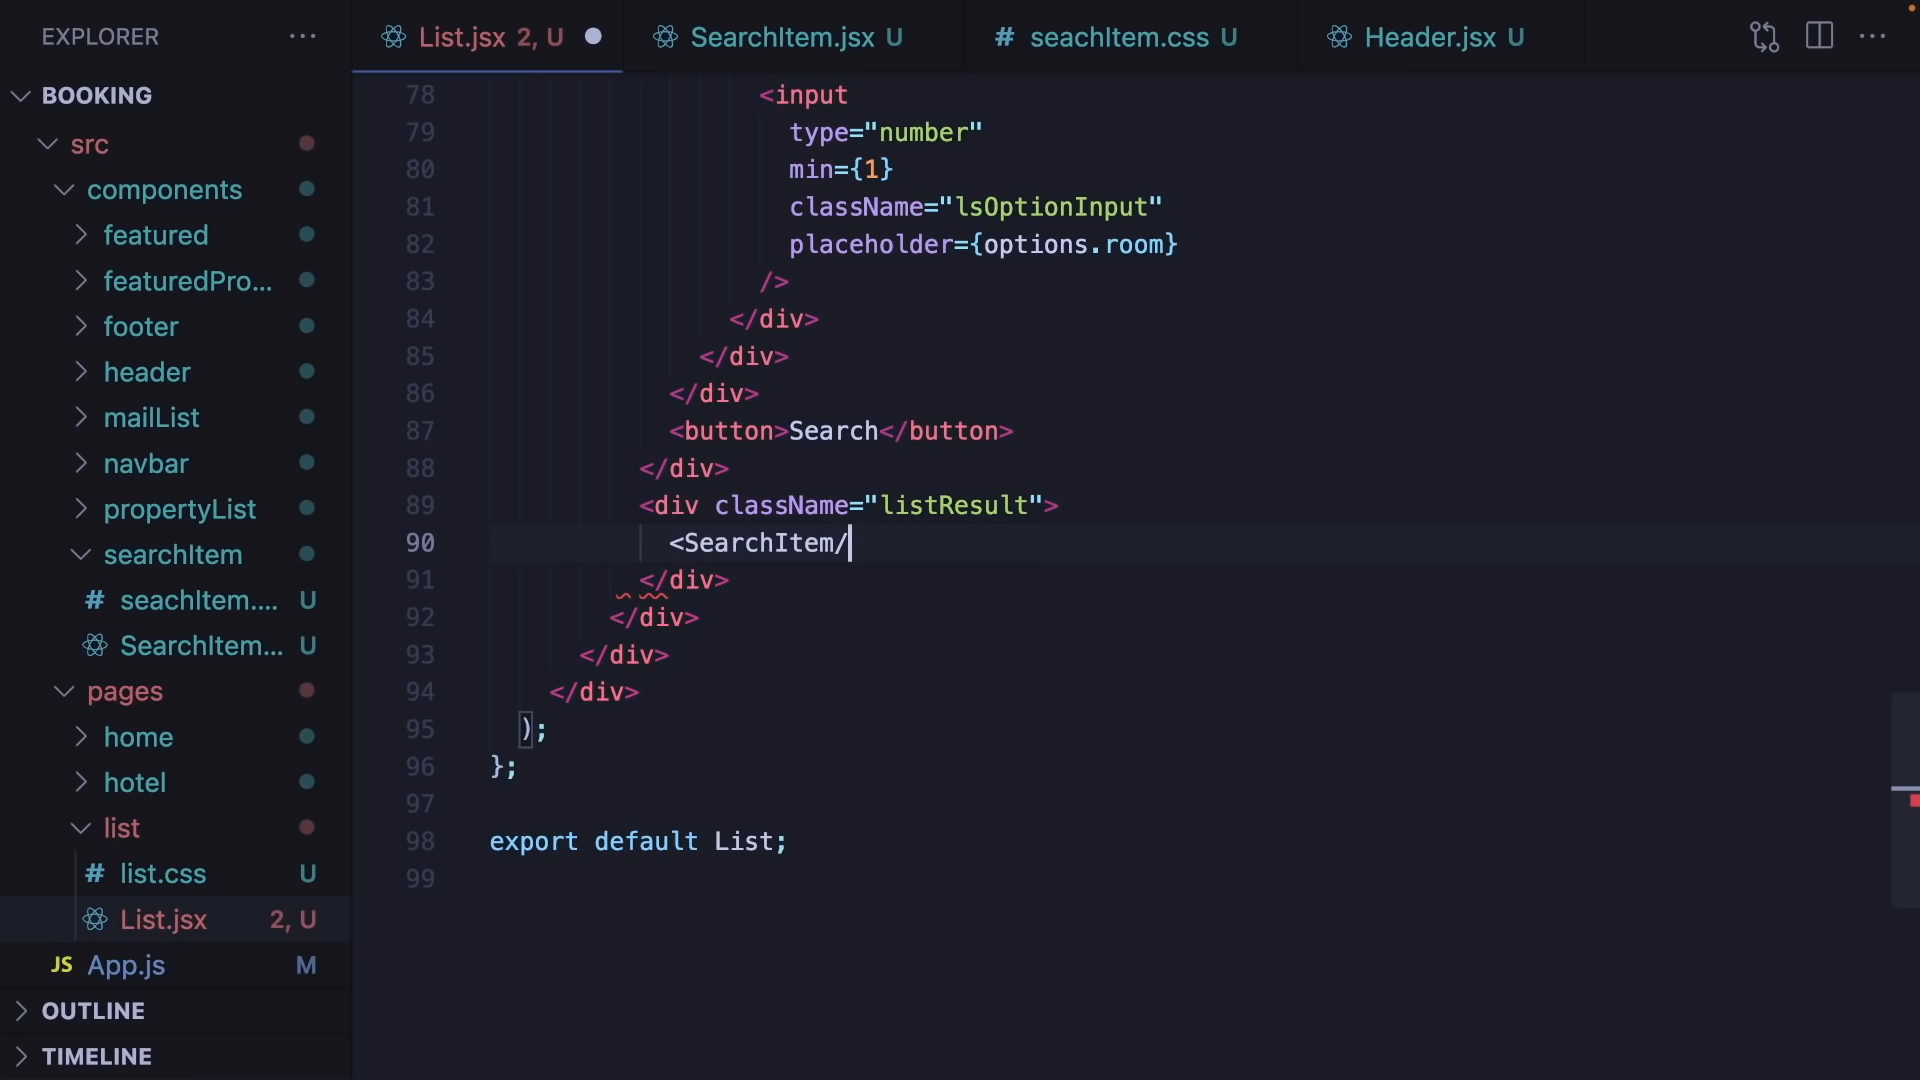 EXPLORER
BOOKING
src
components
featured
featuredPro...
footer
header
mailList
navbar
propertyList
searchItem
# seachItem.... U
SearchItem... U
pages
home
hotel
list
# list.css U
List.jsx 2, U
JS App.js M
OUTLINE
TIMELINE
List.jsx 2, U
SearchItem.jsx U
# seachItem.css U
Header.jsx U
78 <input
79 type="number"
80 min={1}
81 className="lsOptionInput"
82 placeholder={options.room}
83 />
84 </div>
85 </div>
86 </div>
87 <button>Search</button>
88 </div>
89 <div className="listResult">
90 <SearchItem/
91 </div>
92 </div>
93 </div>
94 </div>
95 );
96 };
97
98 export default List;
99